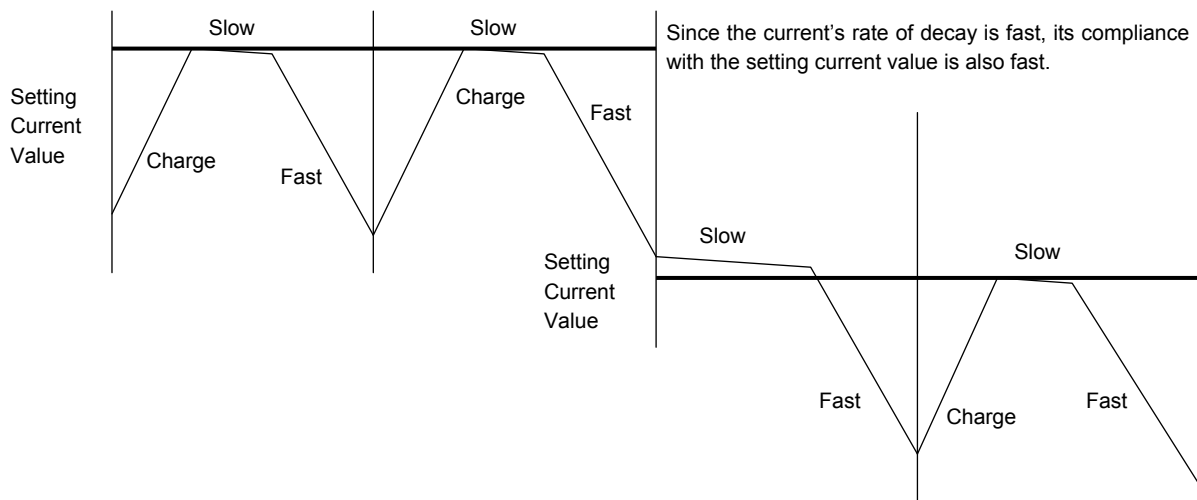 Slow
Slow
Since the current's rate of decay is fast, its compliance
with the setting current value is also fast.
Setting
Current
Value
Charge
Fast
Charge
Fast
Setting
Current
Value
Slow
Slow
Fast
Charge
Fast